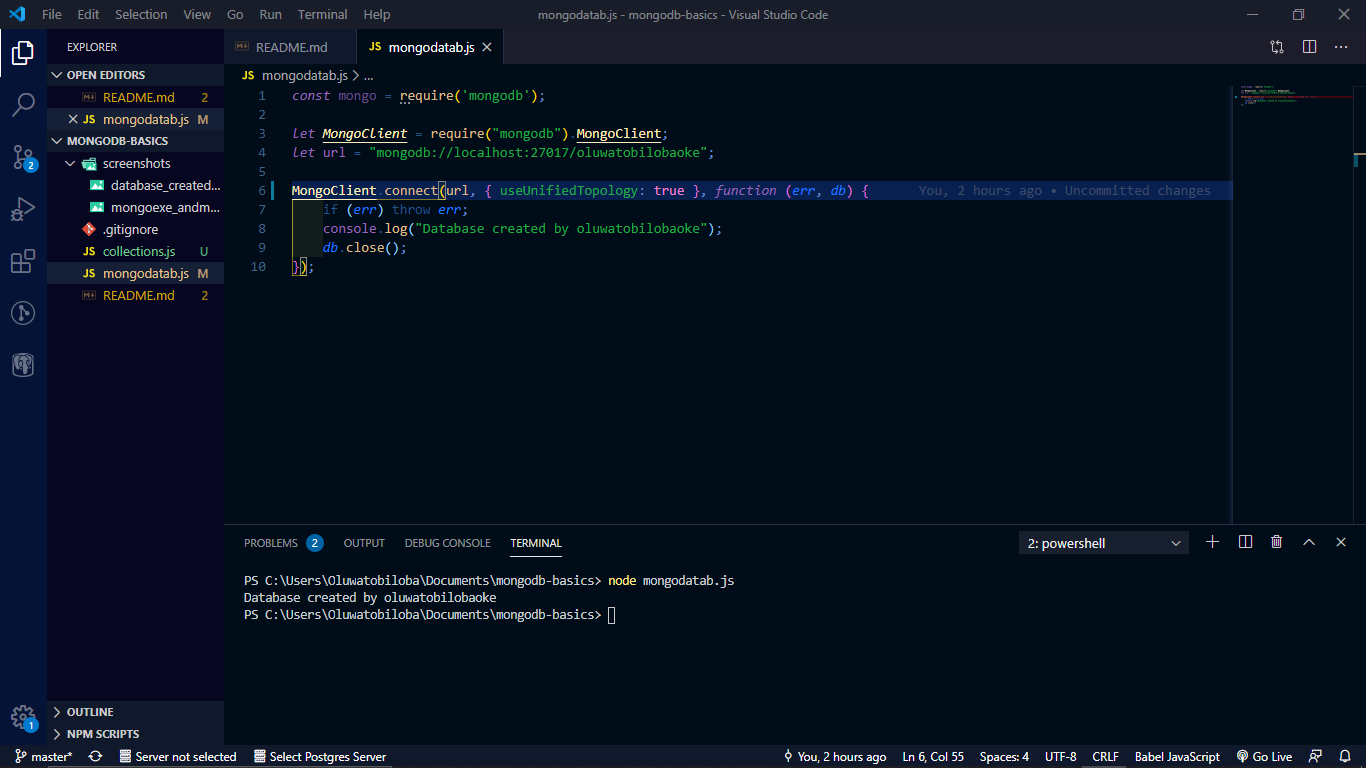 File Edit Selection View Go Run Terminal Help mongodatab.js - mongodb-basics - Visual Studio Code
EXPLORER
OPEN EDITORS
README.md 2
mongodatab.js M
MONGODB-BASICS
screenshots
database_created...
mongoexe_andm...
.gitignore
JS collections.js U
JS mongodatab.js M
README.md 2
OUTLINE
NPM SCRIPTS
README.md JS mongodatab.js
JS mongodatab.js > ...
1 const mongo = require('mongodb');
2
3 let MongoClient = require("mongodb").MongoClient;
4 let url = "mongodb://localhost:27017/oluwatobilobaoke";
5
6 MongoClient.connect(url, { useUnifiedTopology: true }, function (err, db) { You, 2 hours ago • Uncommitted changes
7 if (err) throw err;
8 console.log("Database created by oluwatobilobaoke");
9 db.close();
10 });
PROBLEMS 2 OUTPUT DEBUG CONSOLE TERMINAL 2: powershell
PS C:\Users\Oluwatobiloba\Documents\mongodb-basics> node mongodatab.js
Database created by oluwatobilobaoke
PS C:\Users\Oluwatobiloba\Documents\mongodb-basics>
2
1
master* Server not selected Select Postgres Server You, 2 hours ago Ln 6, Col 55 Spaces: 4 UTF-8 CRLF Babel JavaScript Go Live